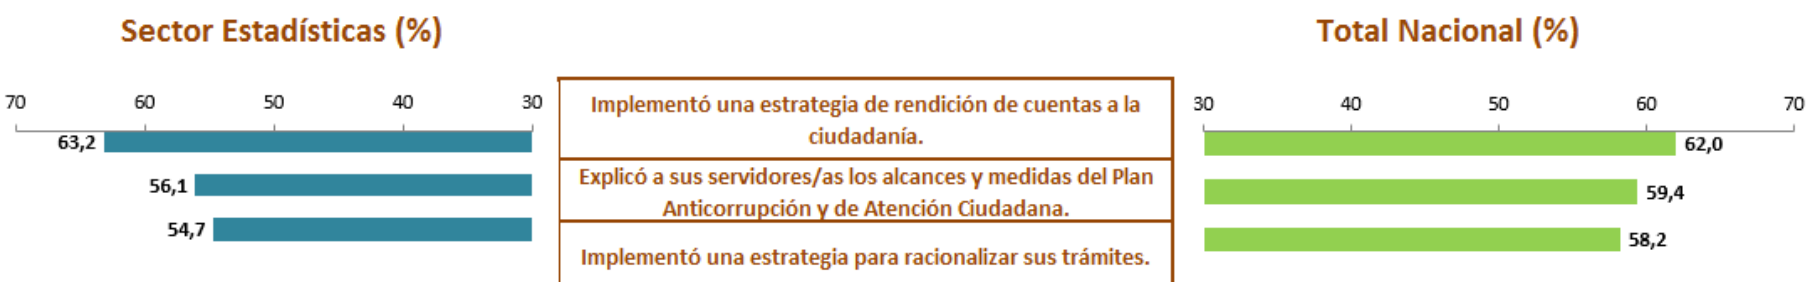 Sector Estadísticas (%)
Total Nacional (%)
70 60 50 40 30
30 40 50 60 70
Implementó una estrategia de rendición de cuentas a la
ciudadanía.
63,2
62,0
Explicó a sus servidores/as los alcances y medidas del Plan
Anticorrupción y de Atención Ciudadana.
56,1
59,4
Implementó una estrategia para racionalizar sus trámites.
54,7
58,2